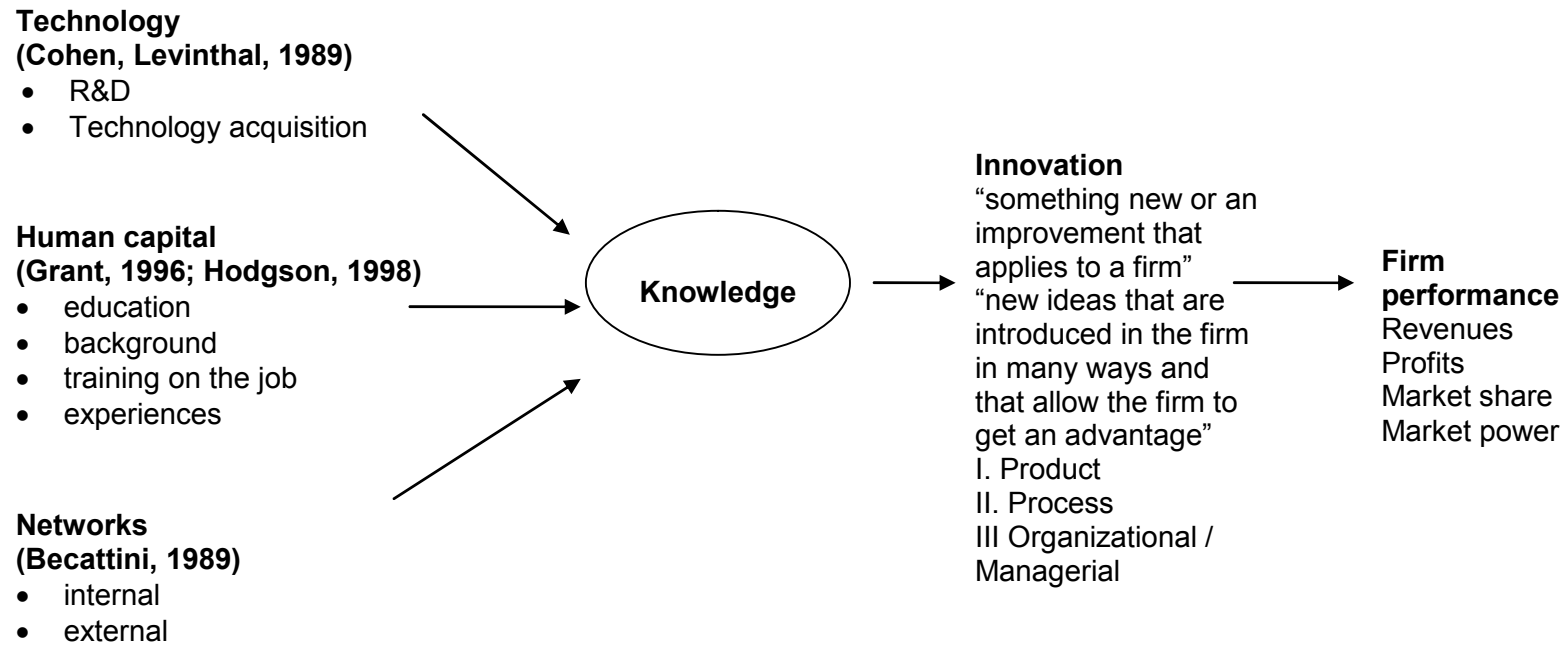 Technology
(Cohen, Levinthal, 1989)
• R&D
• Technology acquisition
Human capital
(Grant, 1996; Hodgson, 1998)
• education
• background
• training on the job
• experiences
Networks
(Becattini, 1989)
• internal
• external
Knowledge
Innovation
“something new or an
improvement that
applies to a firm”
“new ideas that are
introduced in the firm
in many ways and
that allow the firm to
get an advantage”
I. Product
II. Process
III Organizational /
Managerial
Firm
performance
Revenues
Profits
Market share
Market power